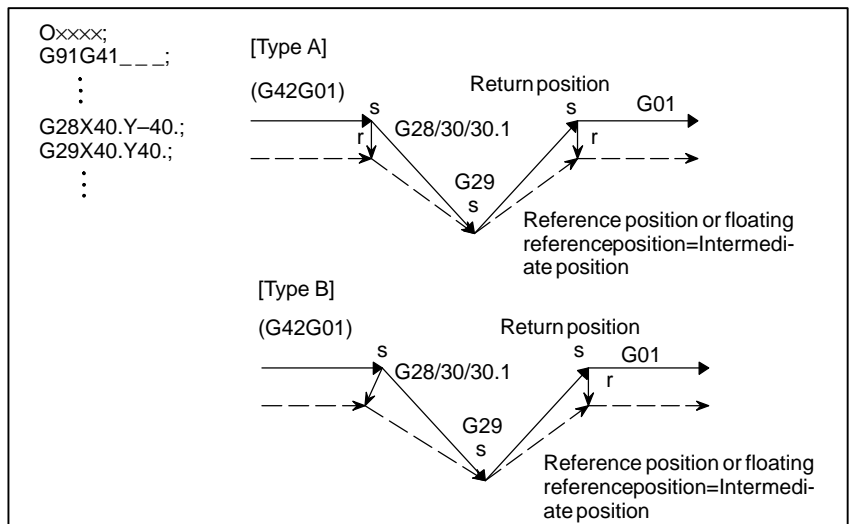 O××××;
G91G41_ _ _;
G28X40.Y–40.;
G29X40.Y40.;
[Type A]
(G42G01)
Return position
s
s
G01
G28/30/30.1
r
r
G29
s
Reference position or floating
referenceposition=Intermedi-
ate position
[Type B]
(G42G01)
Return position
s
s
G01
G28/30/30.1
r
G29
s
Reference position or floating
referenceposition=Intermedi-
ate position